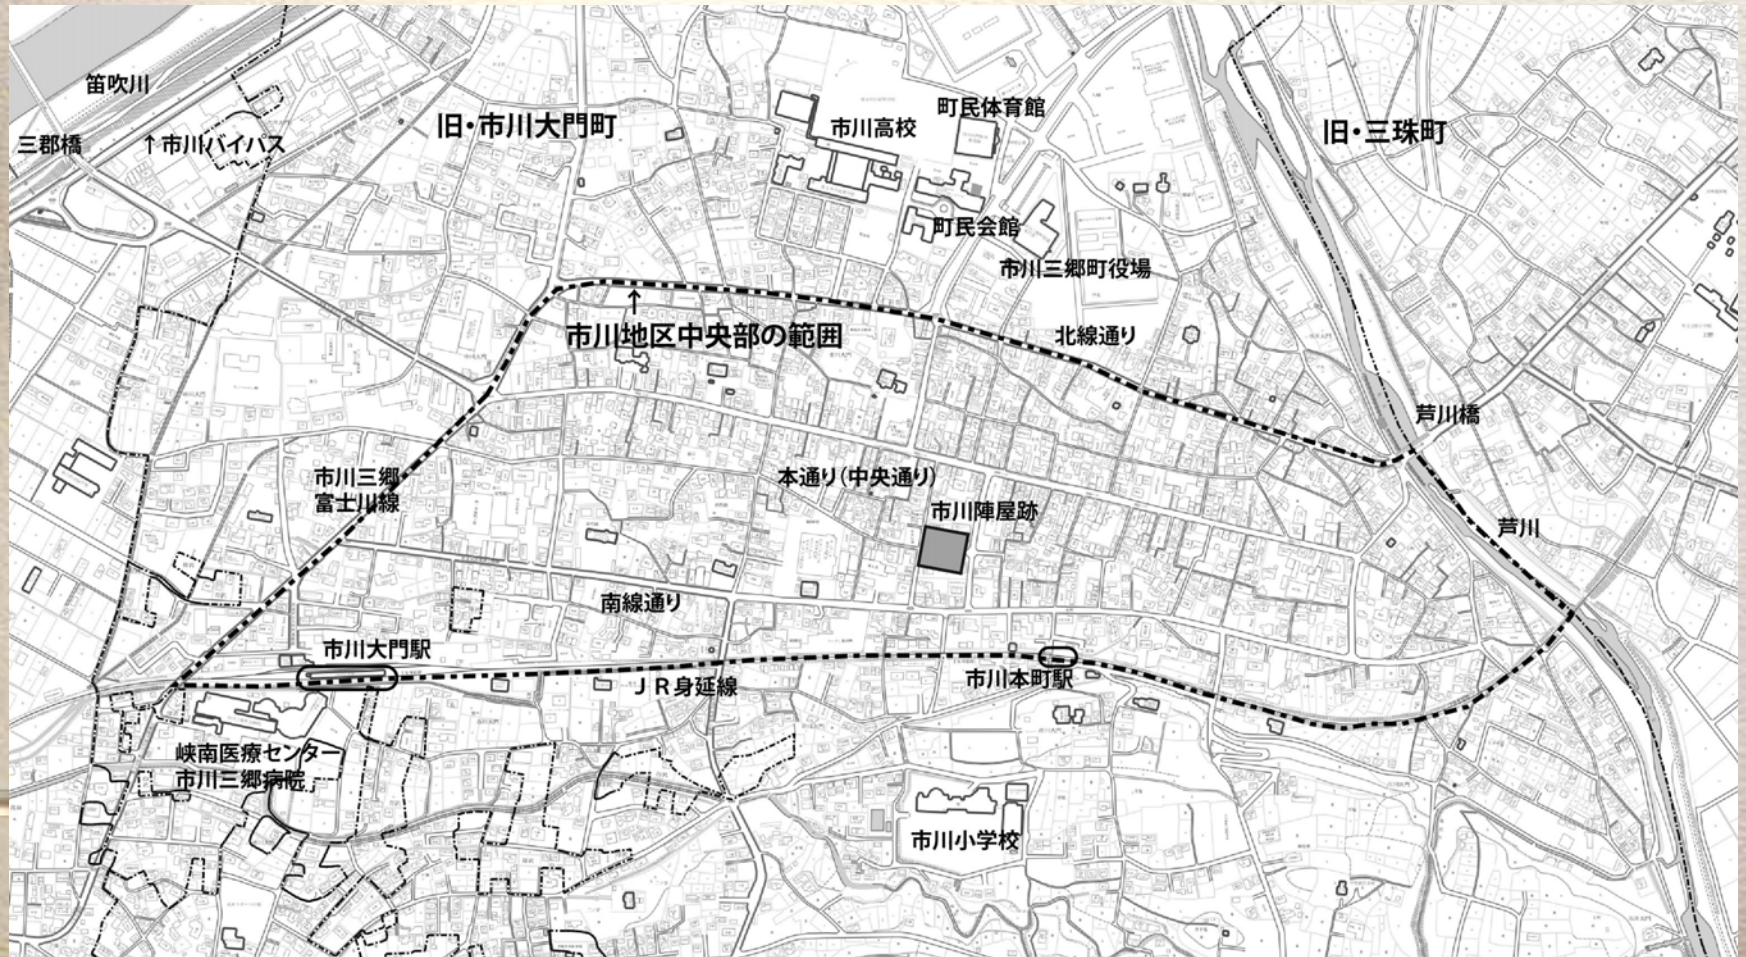 笛吹川
三郡橋
↑市川バイパス
旧・市川大門町
市川高校
町民体育館
旧・三珠町
町民会館
市川三郷町役場
↑
市川地区中央部の範囲
北線通り
芦川橋
市川三郷
富士川線
本通り(中央通り)
市川陣屋跡
芦川
南線通り
市川大門駅
JR身延線
市川本町駅
峡南医療センター
市川三郷病院
市川小学校